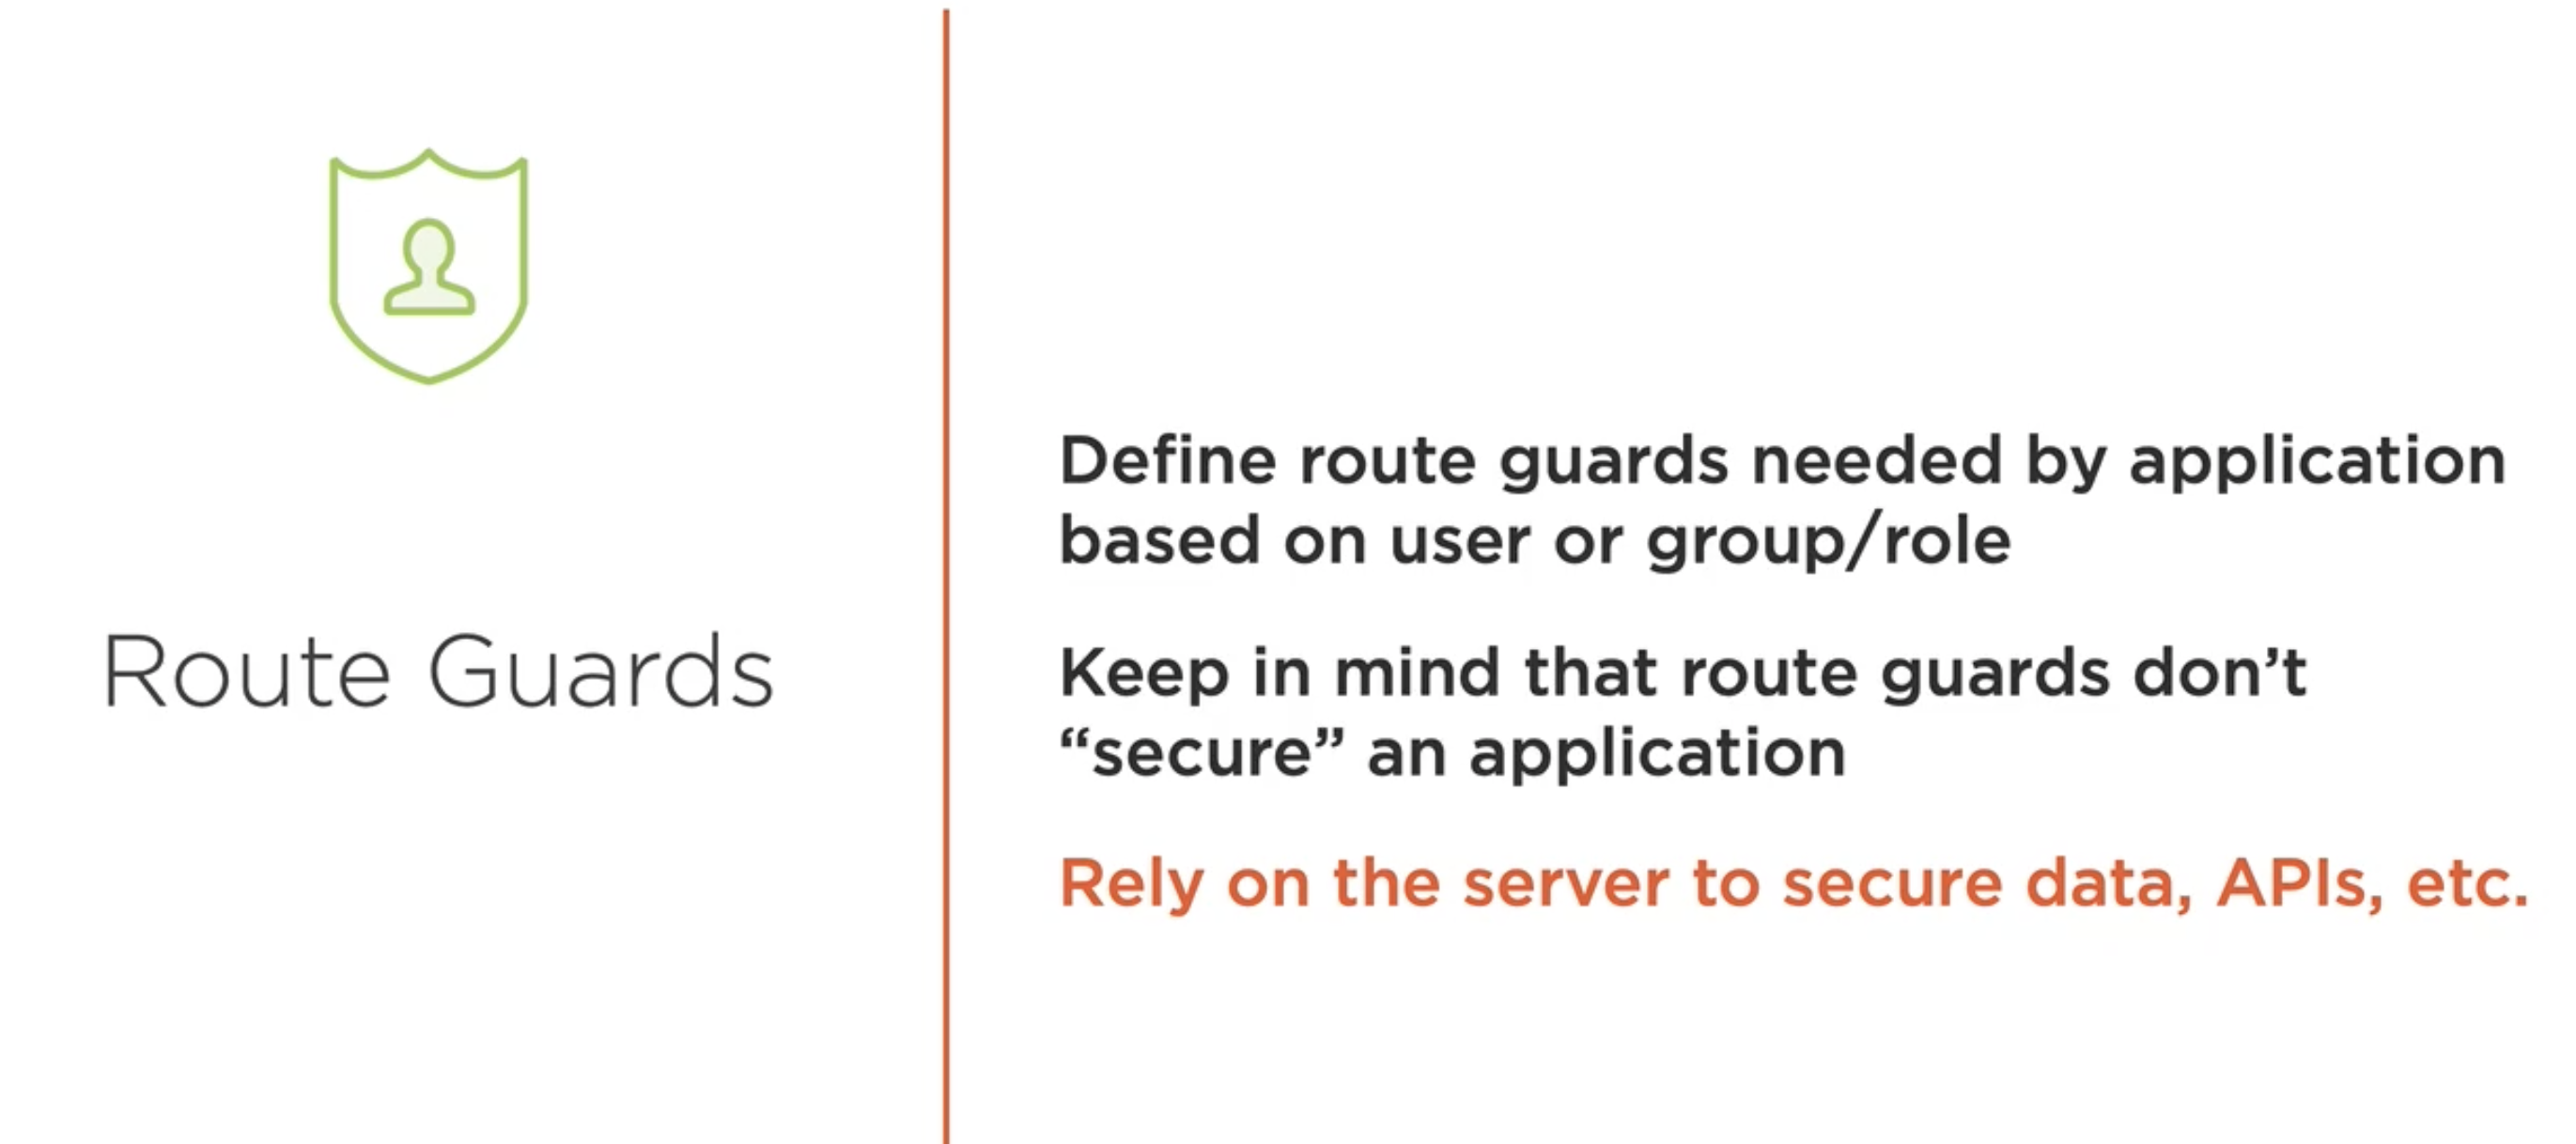 Route Guards
Define route guards needed by application
based on user or group/role
Keep in mind that route guards don’t
“secure” an application
Rely on the server to secure data, APIs, etc.